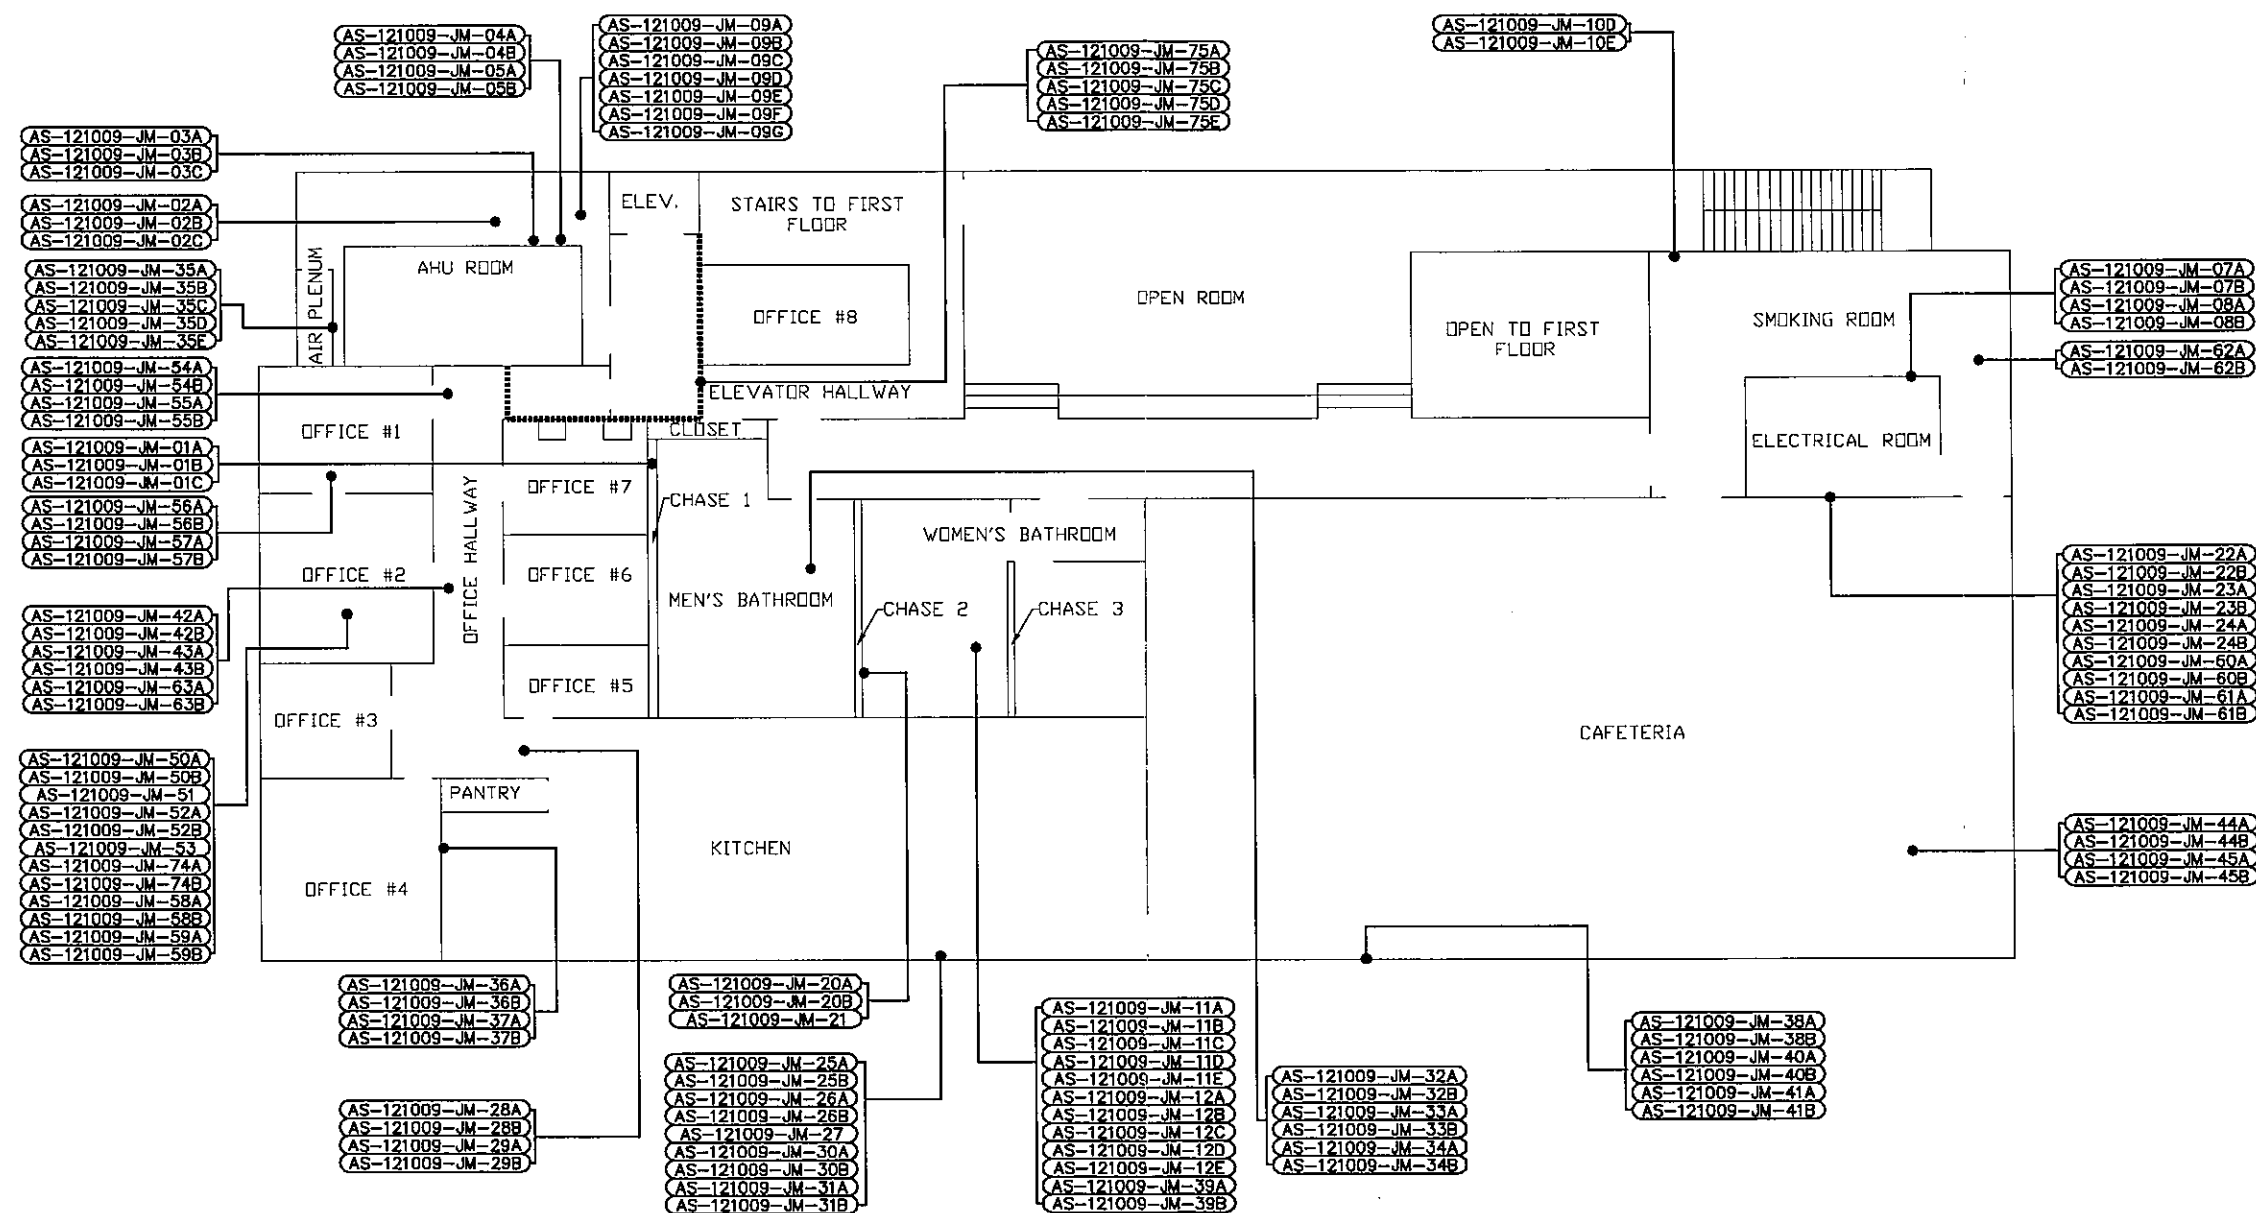 AS-121009-JM-04A
AS-121009-JM-04B
AS-121009-JM-05A
AS-121009-JM-05B
AS-121009-JM-09A
AS-121009-JM-09B
AS-121009-JM-09C
AS-121009-JM-09D
AS-121009-JM-09E
AS-121009-JM-09F
AS-121009-JM-09G
AS-121009-JM-75A
AS-121009-JM-75B
AS-121009-JM-75C
AS-121009-JM-75D
AS-121009-JM-75E
AS-121009-JM-10D
AS-121009-JM-10E
AS-121009-JM-03A
AS-121009-JM-03B
AS-121009-JM-03C
AS-121009-JM-02A
AS-121009-JM-02B
AS-121009-JM-02C
AS-121009-JM-35A
AS-121009-JM-35B
AS-121009-JM-35C
AS-121009-JM-35D
AS-121009-JM-35E
AS-121009-JM-54A
AS-121009-JM-54B
AS-121009-JM-55A
AS-121009-JM-55B
AS-121009-JM-01A
AS-121009-JM-01B
AS-121009-JM-01C
AS-121009-JM-56A
AS-121009-JM-56B
AS-121009-JM-57A
AS-121009-JM-57B
AS-121009-JM-42A
AS-121009-JM-42B
AS-121009-JM-43A
AS-121009-JM-43B
AS-121009-JM-63A
AS-121009-JM-63B
AS-121009-JM-50A
AS-121009-JM-50B
AS-121009-JM-51
AS-121009-JM-52A
AS-121009-JM-52B
AS-121009-JM-53
AS-121009-JM-74A
AS-121009-JM-74B
AS-121009-JM-58A
AS-121009-JM-58B
AS-121009-JM-59A
AS-121009-JM-59B
ELEV.
STAIRS TO FIRST
FLOOR
AIR PLENUM
AHU ROOM
OFFICE #8
OPEN ROOM
OPEN TO FIRST
FLOOR
SMOKING ROOM
ELEVATOR HALLWAY
OFFICE #1
CLOSET
ELECTRICAL ROOM
OFFICE HALLWAY
OFFICE #7
CHASE 1
WOMEN'S BATHROOM
OFFICE #2
OFFICE #6
MEN'S BATHROOM
CHASE 2
CHASE 3
OFFICE #5
OFFICE #3
CAFETERIA
PANTRY
KITCHEN
OFFICE #4
AS-121009-JM-07A
AS-121009-JM-07B
AS-121009-JM-08A
AS-121009-JM-08B
AS-121009-JM-62A
AS-121009-JM-62B
AS-121009-JM-22A
AS-121009-JM-22B
AS-121009-JM-23A
AS-121009-JM-23B
AS-121009-JM-24A
AS-121009-JM-24B
AS-121009-JM-60A
AS-121009-JM-60B
AS-121009-JM-61A
AS-121009-JM-61B
AS-121009-JM-44A
AS-121009-JM-44B
AS-121009-JM-45A
AS-121009-JM-45B
AS-121009-JM-36A
AS-121009-JM-36B
AS-121009-JM-37A
AS-121009-JM-37B
AS-121009-JM-28A
AS-121009-JM-28B
AS-121009-JM-29A
AS-121009-JM-29B
AS-121009-JM-20A
AS-121009-JM-20B
AS-121009-JM-21
AS-121009-JM-25A
AS-121009-JM-25B
AS-121009-JM-26A
AS-121009-JM-26B
AS-121009-JM-27
AS-121009-JM-30A
AS-121009-JM-30B
AS-121009-JM-31A
AS-121009-JM-31B
AS-121009-JM-11A
AS-121009-JM-11B
AS-121009-JM-11C
AS-121009-JM-11D
AS-121009-JM-11E
AS-121009-JM-12A
AS-121009-JM-12B
AS-121009-JM-12C
AS-121009-JM-12D
AS-121009-JM-12E
AS-121009-JM-39A
AS-121009-JM-39B
AS-121009-JM-32A
AS-121009-JM-32B
AS-121009-JM-33A
AS-121009-JM-33B
AS-121009-JM-34A
AS-121009-JM-34B
AS-121009-JM-38A
AS-121009-JM-38B
AS-121009-JM-40A
AS-121009-JM-40B
AS-121009-JM-41A
AS-121009-JM-41B